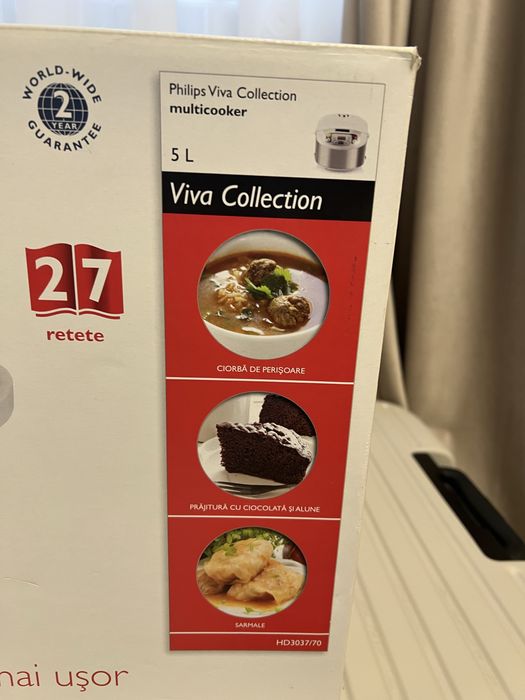 WORLD-WIDE
2
YEAR
GUARANTEE
Philips Viva Collection
multicooker
5 L
Viva Collection
27
retete
CIORBĂ DE PERIȘOARE
PRĂJITURĂ CU CIOCOLATĂ ȘI ALUNE
SARMALE
HD3037/70
mai ușor